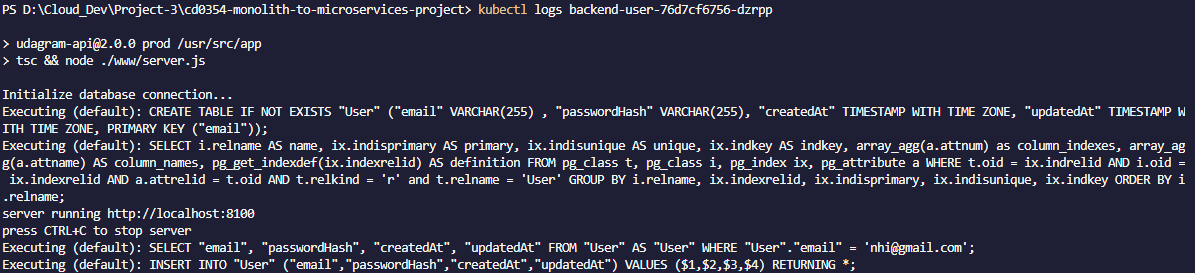 PS D:\Cloud_Dev\Project-3\cd0354-monolith-to-microservices-project> kubectl logs backend-user-76d7cf6756-dzrpp
> udagram-api@2.0.0 prod /usr/src/app
> tsc && node ./www/server.js
Initialize database connection...
Executing (default): CREATE TABLE IF NOT EXISTS "User" ("email" VARCHAR(255) , "passwordHash" VARCHAR(255), "createdAt" TIMESTAMP WITH TIME ZONE, "updatedAt" TIMESTAMP W
ITH TIME ZONE, PRIMARY KEY ("email"));
Executing (default): SELECT i.relname AS name, ix.indisprimary AS primary, ix.indisunique AS unique, ix.indkey AS indkey, array_agg(a.attnum) as column_indexes, array_ag
g(a.attname) AS column_names, pg_get_indexdef(ix.indexrelid) AS definition FROM pg_class t, pg_class i, pg_index ix, pg_attribute a WHERE t.oid = ix.indrelid AND i.oid =
 ix.indexrelid AND a.attrelid = t.oid AND t.relkind = 'r' and t.relname = 'User' GROUP BY i.relname, ix.indexrelid, ix.indisprimary, ix.indisunique, ix.indkey ORDER BY i
.relname;
server running http://localhost:8100
press CTRL+C to stop server
Executing (default): SELECT "email", "passwordHash", "createdAt", "updatedAt" FROM "User" AS "User" WHERE "User"."email" = 'nhi@gmail.com';
Executing (default): INSERT INTO "User" ("email","passwordHash","createdAt","updatedAt") VALUES ($1,$2,$3,$4) RETURNING *;